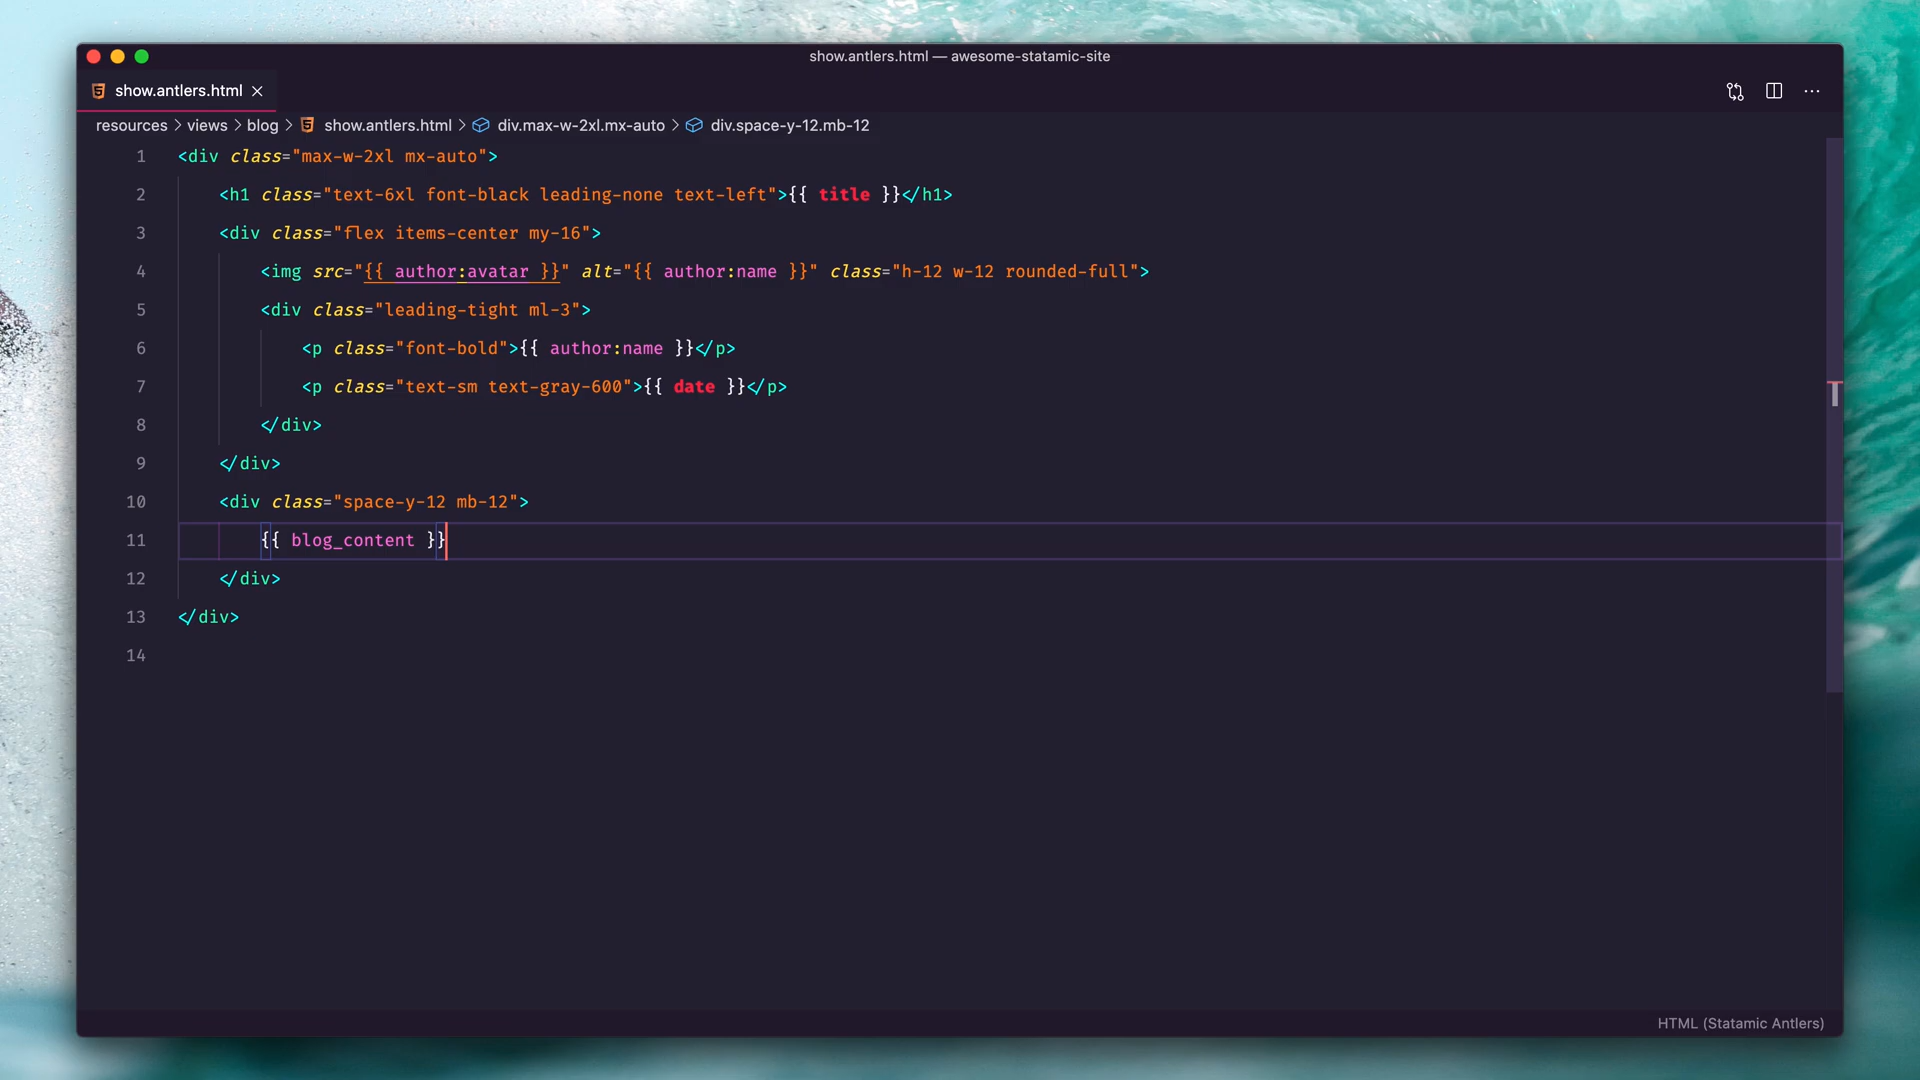 show.antlers.html — awesome-statamic-site
show.antlers.html
resources > views > blog > show.antlers.html > div.max-w-2xl.mx-auto > div.space-y-12.mb-12
1 <div class="max-w-2xl mx-auto">
2 <h1 class="text-6xl font-black leading-none text-left">{{ title }}</h1>
3 <div class="flex items-center my-16">
4 <img src="{{ author:avatar }}" alt="{{ author:name }}" class="h-12 w-12 rounded-full">
5 <div class="leading-tight ml-3">
6 <p class="font-bold">{{ author:name }}</p>
7 <p class="text-sm text-gray-600">{{ date }}</p>
8 </div>
9 </div>
10 <div class="space-y-12 mb-12">
11 {{ blog_content }}
12 </div>
13 </div>
14
HTML (Statamic Antlers)